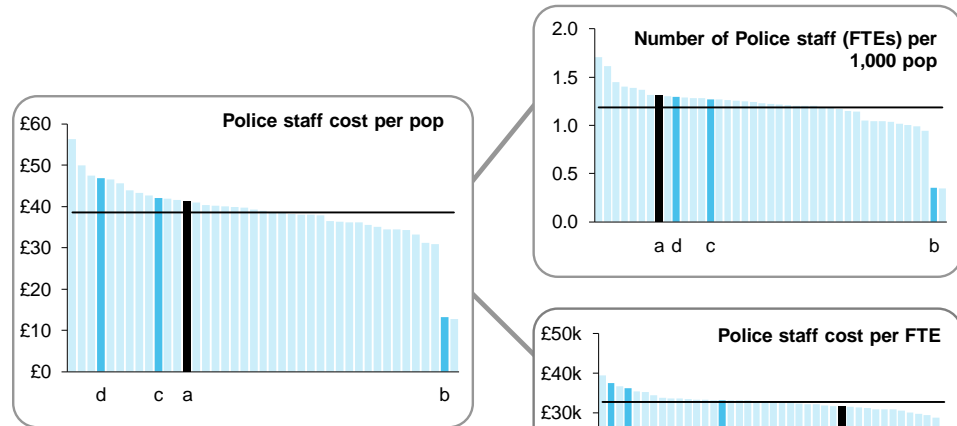 Police staff cost per pop
£60
£50
£40
£30
£20
£10
£0
d c a b
Number of Police staff (FTEs) per
1,000 pop
2.0
1.5
1.0
0.5
0.0
a d c b
Police staff cost per FTE
£50k
£40k
£30k